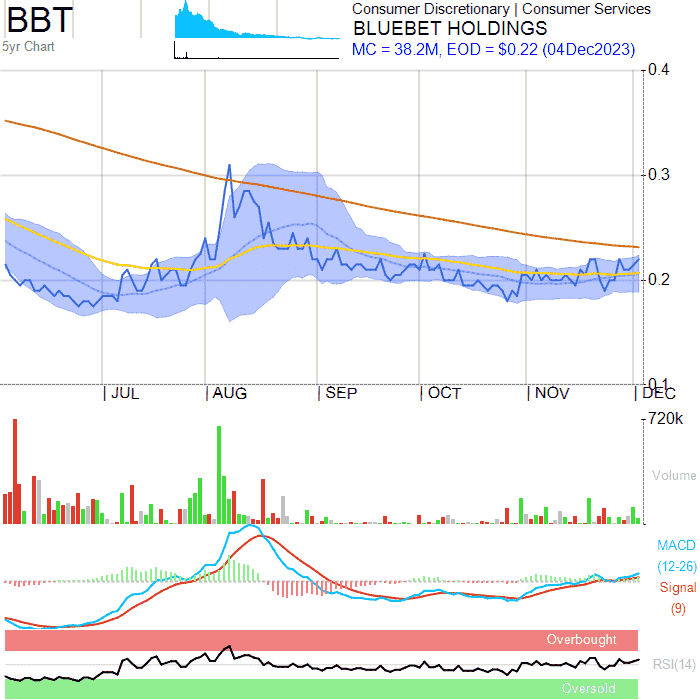 BBT
5yr Chart
Consumer Discretionary | Consumer Services
BLUEBET HOLDINGS
MC = 38.2M, EOD = $0.22 (04Dec2023)
0.4
0.3
0.2
0.1
JUL
AUG
SEP
OCT
NOV
DEC
720k
Volume
MACD
(12-26)
Signal
(9)
Overbought
RSI(14)
Oversold